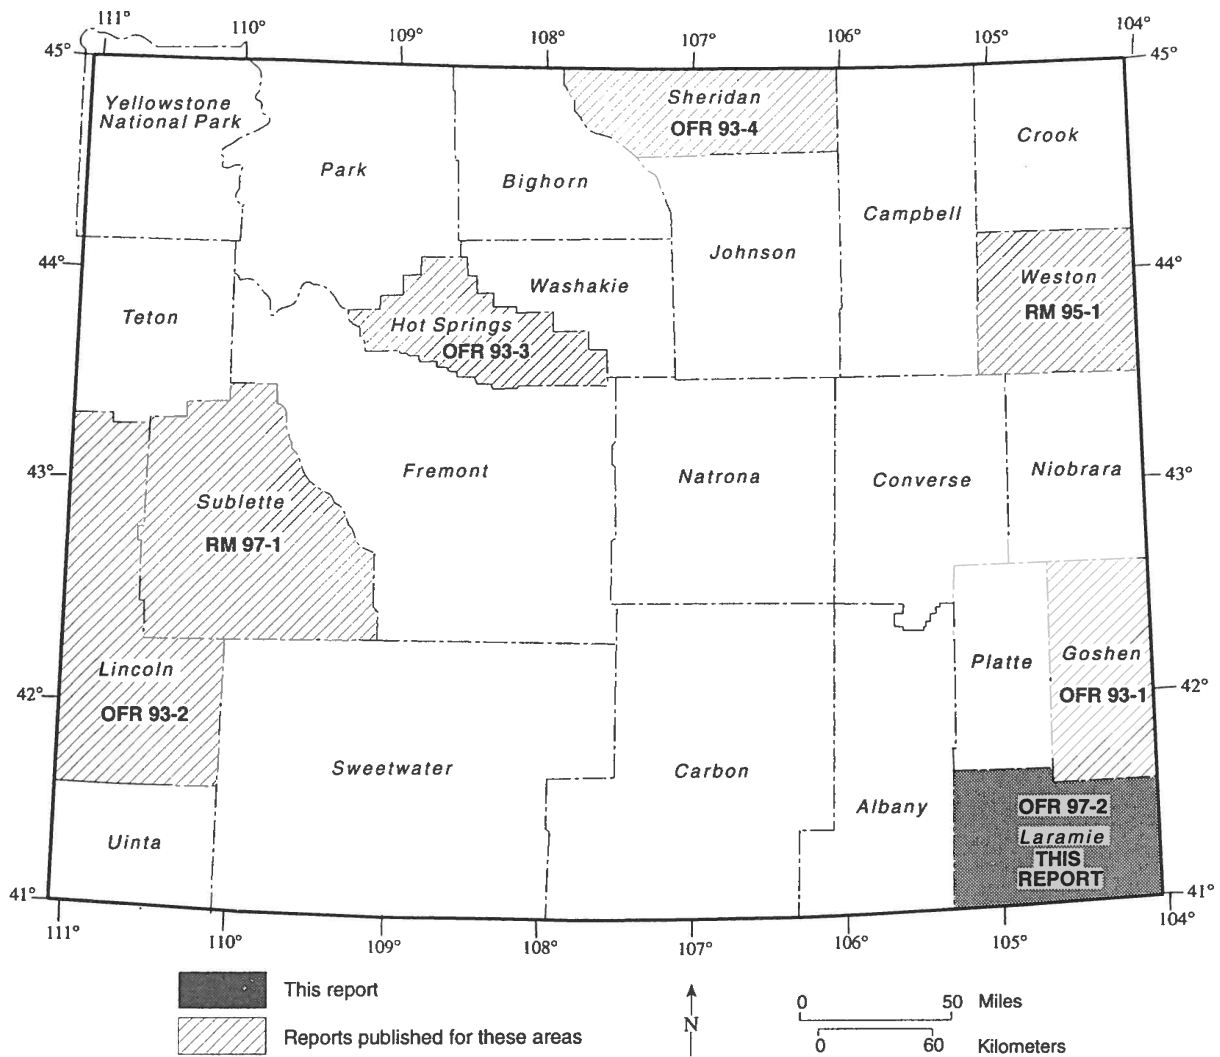 111°
110°
109°
108°
107°
106°
105°
104°
45°
45°
Yellowstone
National Park
Park
Bighorn
Sheridan
OFR 93-4
Campbell
Crook
Johnson
44°
44°
Teton
Washakie
Hot Springs
OFR 93-3
Weston
RM 95-1
43°
43°
Sublette
RM 97-1
Fremont
Natrona
Converse
Niobrara
42°
42°
Lincoln
OFR 93-2
Platte
Goshen
OFR 93-1
Sweetwater
Carbon
Albany
Uinta
OFR 97-2
Laramie
THIS
REPORT
41°
41°
111°
110°
109°
108°
107°
106°
105°
104°
This report
Reports published for these areas
N
0 50 Miles
0 60 Kilometers